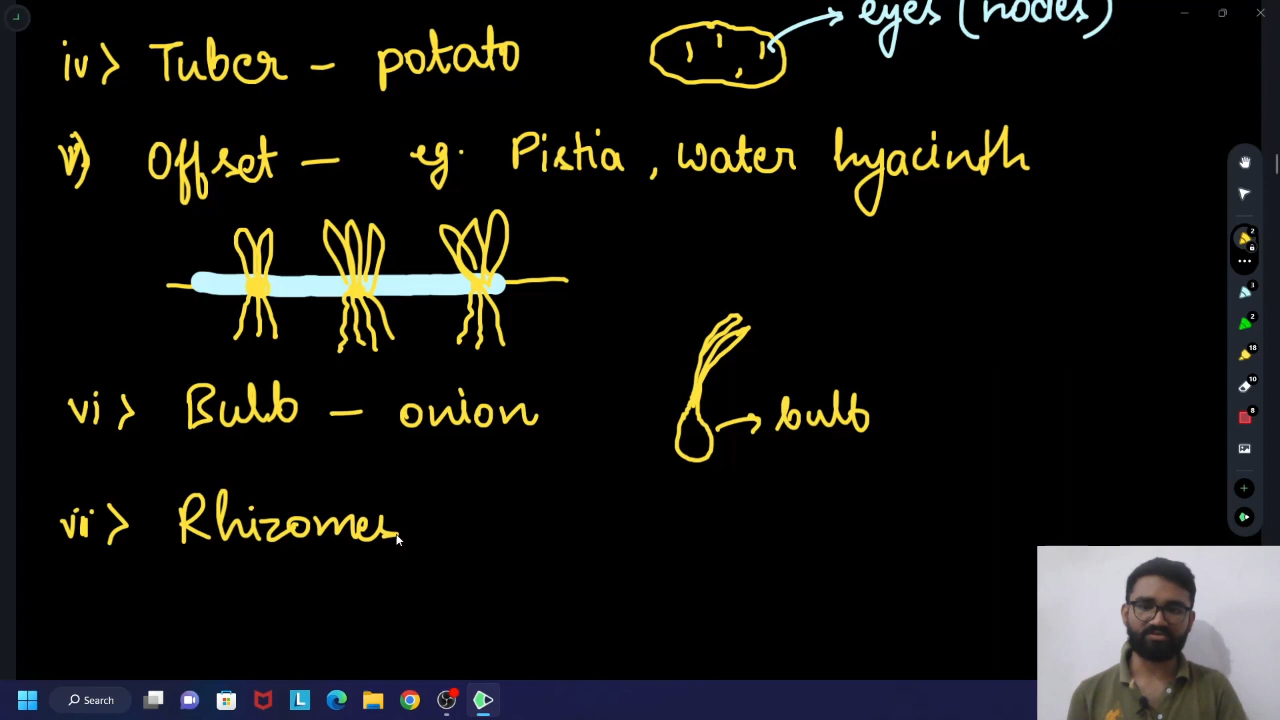 eyes (nodes)
iv> Tuber - potato
v) Offset - eg. Pistia, water hyacinth
vi> Bulb - onion
→ bulb
vii> Rhizomes
Search